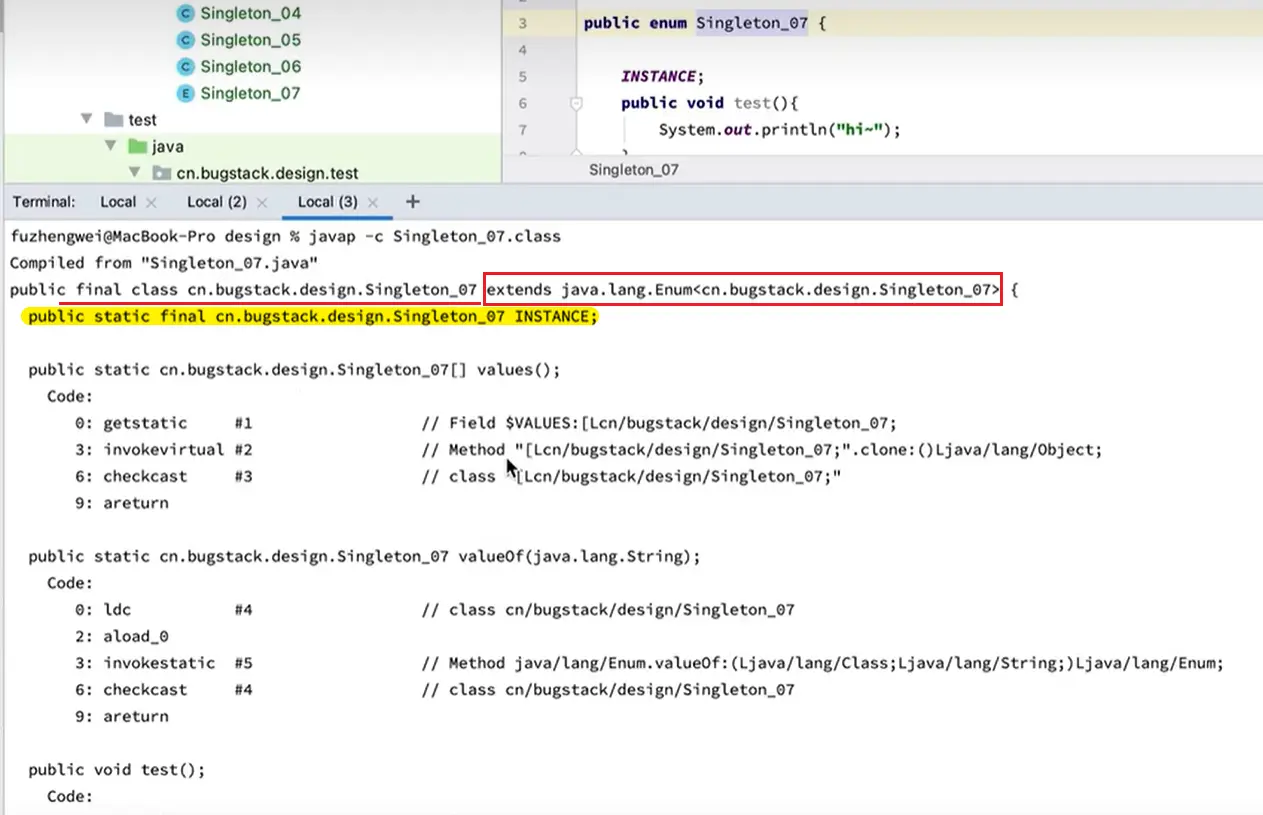 Singleton_04
Singleton_05
Singleton_06
Singleton_07
test
java
cn.bugstack.design.test
3 public enum Singleton_07 {
4
5 INSTANCE;
6 public void test(){
7 System.out.println("hi~");
Singleton_07
Terminal: Local × Local (2) × Local (3) × +
fuzhengwei@MacBook-Pro design % javap -c Singleton_07.class
Compiled from "Singleton_07.java"
public final class cn.bugstack.design.Singleton_07 extends java.lang.Enum<cn.bugstack.design.Singleton_07> {
public static final cn.bugstack.design.Singleton_07 INSTANCE;
public static cn.bugstack.design.Singleton_07[] values();
Code:
0: getstatic #1 // Field $VALUES:[Lcn/bugstack/design/Singleton_07;
3: invokevirtual #2 // Method "[Lcn/bugstack/design/Singleton_07;".clone:()Ljava/lang/Object;
6: checkcast #3 // class "[Lcn/bugstack/design/Singleton_07;"
9: areturn
public static cn.bugstack.design.Singleton_07 valueOf(java.lang.String);
Code:
0: ldc #4 // class cn/bugstack/design/Singleton_07
2: aload_0
3: invokestatic #5 // Method java/lang/Enum.valueOf:(Ljava/lang/Class;Ljava/lang/String;)Ljava/lang/Enum;
6: checkcast #4 // class cn/bugstack/design/Singleton_07
9: areturn
public void test();
Code: